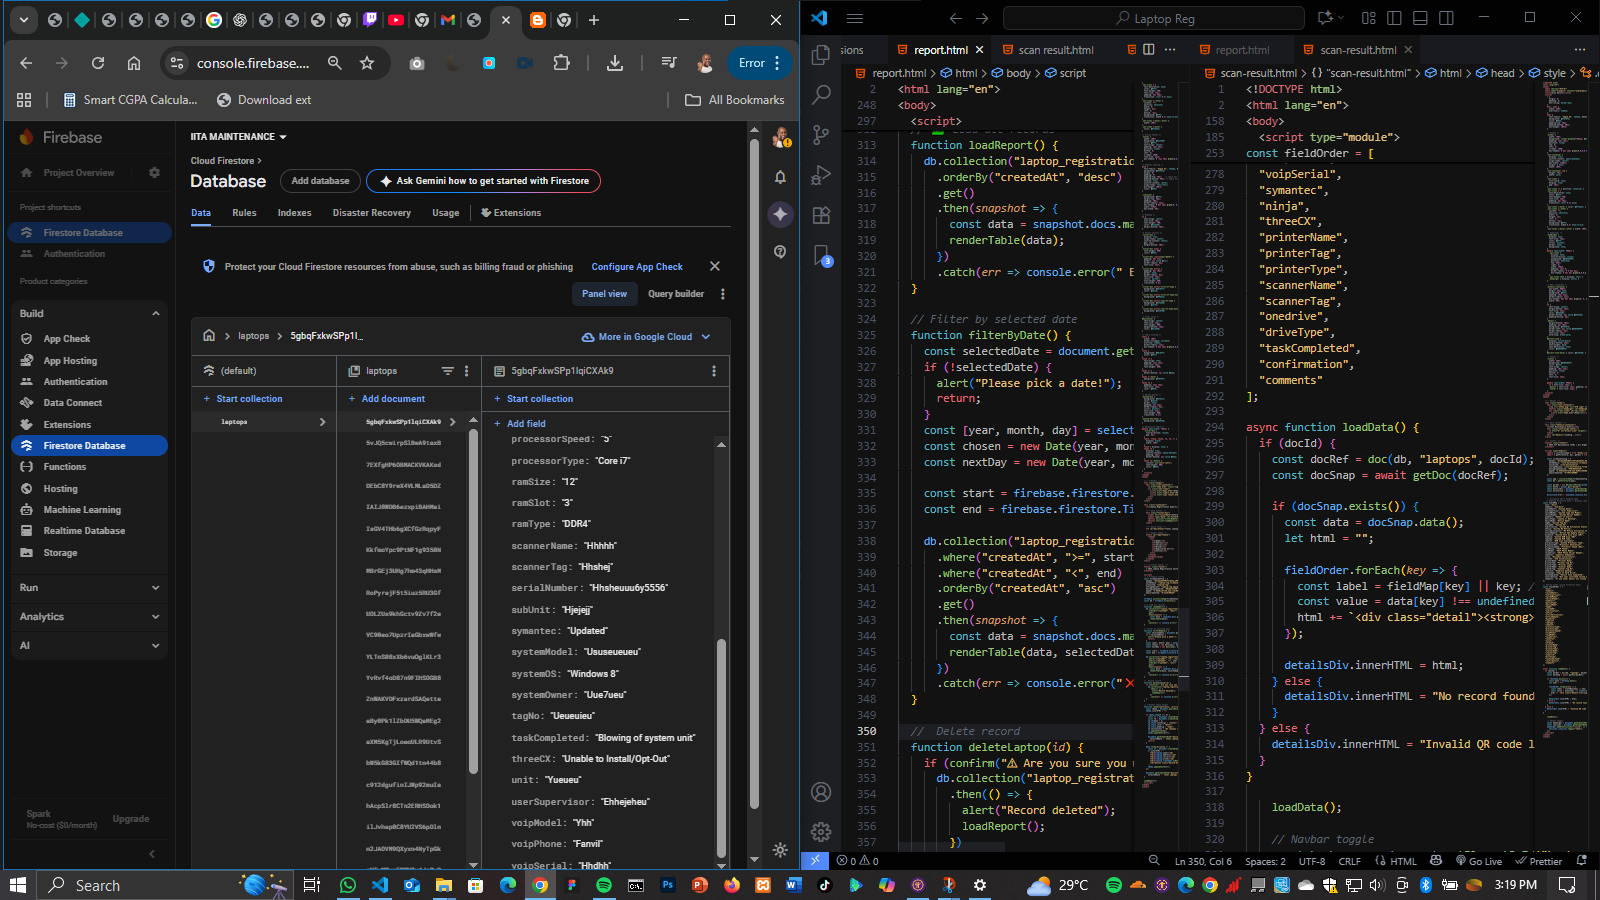 console.firebase....
Error
Smart CGPA Calcula...
Download ext
All Bookmarks
Firebase
Project Overview
Project shortcuts
Firestore Database
Authentication
Product categories
Build
App Check
App Hosting
Authentication
Data Connect
Extensions
Firestore Database
Functions
Hosting
Machine Learning
Realtime Database
Storage
Run
Analytics
AI
Spark
No-cost ($0/month)
Upgrade
IITA MAINTENANCE
Cloud Firestore >
Database
Add database
Ask Gemini how to get started with Firestore
Data
Rules
Indexes
Disaster Recovery
Usage
Extensions
Protect your Cloud Firestore resources from abuse, such as billing fraud or phishing
Configure App Check
Panel view
Query builder
laptops
5gbqFxkwSPp1l_
More in Google Cloud
(default)
+ Start collection
laptops
laptops
+ Add document
5gbqFxkwSPp1lqiCXAk9
5gbqFxkwSPp1lqiCXAk9
+ Start collection
+ Add field
processorSpeed: "5"
processorType: "Core i7"
ramSize: "12"
ramSlot: "3"
ramType: "DDR4"
scannerName: "Hhhhh"
scannerTag: "Hhshej"
serialNumber: "Hhsheuuu6y5556"
subUnit: "Hjejejj"
symantec: "Updated"
systemModel: "Ususeueueu"
systemOS: "Windows 8"
systemOwner: "Uue7ueu"
tagNo: "Ueueuieu"
taskCompleted: "Blowing of system unit"
threeCX: "Unable to Install/Opt-Out"
unit: "Yueueu"
userSupervisor: "Ehhejeheu"
voipModel: "Yhh"
voipPhone: "Fanvil"
voipSerial: "Hhdhh"
Laptop Reg
sions
report.html
scan result.html
report.html > html > body > script
2 <html lang="en">
248 <body>
297 <script>
313 function loadReport() {
314 db.collection("laptop_registratio
315 .orderBy("createdAt", "desc")
316 .get()
317 .then(snapshot => {
318 const data = snapshot.docs.ma
319 renderTable(data);
320 })
321 .catch(err => console.error(" E
322 }
323
324 // Filter by selected date
325 function filterByDate() {
326 const selectedDate = document.get
327 if (!selectedDate) {
328 alert("Please pick a date!");
329 return;
330 }
331 const [year, month, day] = select
332 const chosen = new Date(year, mo
333 const nextDay = new Date(year, mo
334
335 const start = firebase.firestore.
336 const end = firebase.firestore.Ti
337
338 db.collection("laptop_registratio
339 .where("createdAt", ">=", start
340 .where("createdAt", "<", end)
341 .orderBy("createdAt", "asc")
342 .get()
343 .then(snapshot => {
344 const data = snapshot.docs.ma
345 renderTable(data, selectedDat
346 })
347 .catch(err => console.error("❌
348 }
349
350 // Delete record
351 function deleteLaptop(id) {
352 if (confirm("⚠ Are you sure you
353 db.collection("laptop_registrat
354 .then(() => {
355 alert("Record deleted");
356 loadReport();
357 })
report.html
scan-result.html
scan-result.html > {} "scan-result.html" > html > head > style >
1 <!DOCTYPE html>
2 <html lang="en">
158 <body>
185 <script type="module">
253 const fieldOrder = [
278 "voipSerial",
279 "symantec",
280 "ninja",
281 "threeCX",
282 "printerName",
283 "printerTag",
284 "printerType",
285 "scannerName",
286 "scannerTag",
287 "onedrive",
288 "driveType",
289 "taskCompleted",
290 "confirmation",
291 "comments"
292 ];
293
294 async function loadData() {
295 if (docId) {
296 const docRef = doc(db, "laptops", docId);
297 const docSnap = await getDoc(docRef);
298
299 if (docSnap.exists()) {
300 const data = docSnap.data();
301 let html = "";
302
303 fieldOrder.forEach(key => {
304 const label = fieldMap[key] || key; /
305 const value = data[key] !== undefined
306 html += `<div class="detail"><strong>
307 });
308
309 detailsDiv.innerHTML = html;
310 } else {
311 detailsDiv.innerHTML = "No record found
312 }
313 } else {
314 detailsDiv.innerHTML = "Invalid QR code l
315 }
316 }
317
318 loadData();
319
320 // Navbar toggle
0 0
Ln 350, Col 6
Spaces: 2
UTF-8
CRLF
HTML
Go Live
Prettier
Search
29°C
3:19 PM